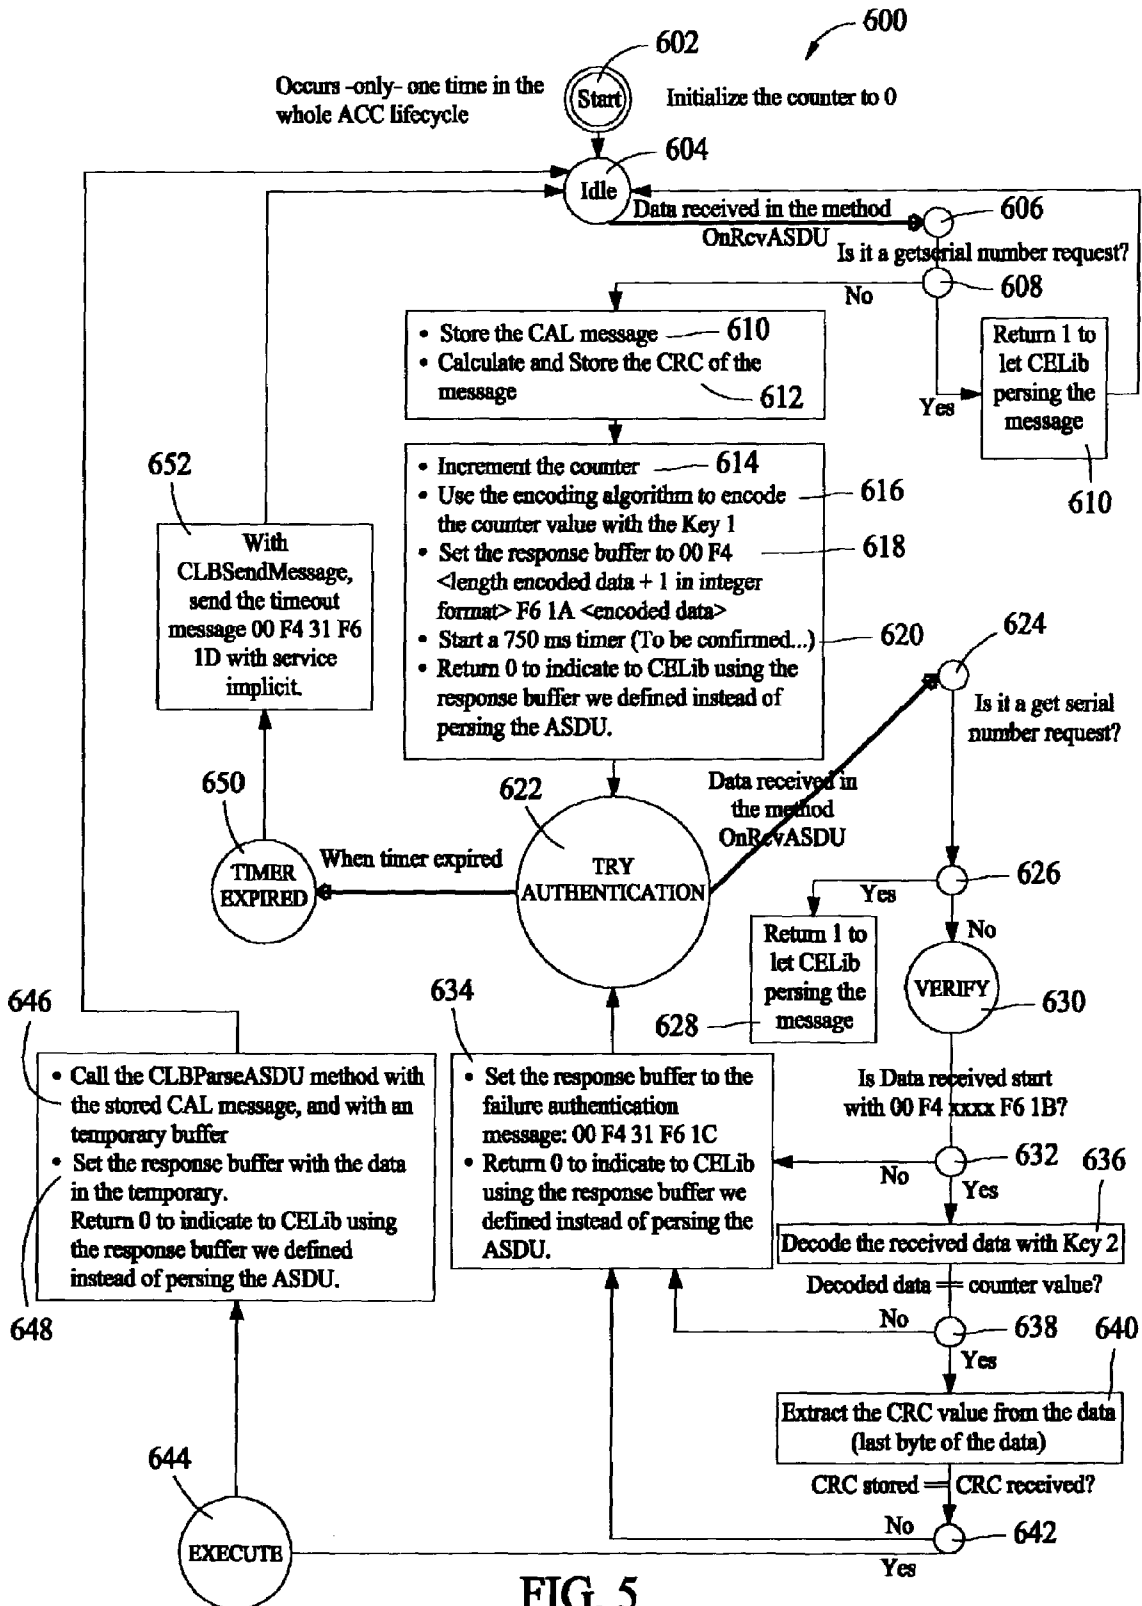 600
602
Occurs -only- one time in the
whole ACC lifecycle
Start
Initialize the counter to 0
604
Idle
Data received in the method
OnRcvASDU
606
Is it a getserial number request?
608
No
Yes
Return 1 to
let CELib
persing the
message
610
• Store the CAL message
610
• Calculate and Store the CRC of the
message
612
• Increment the counter
614
• Use the encoding algorithm to encode
the counter value with the Key 1
616
• Set the response buffer to 00 F4
<length encoded data + 1 in integer
format> F6 1A <encoded data>
618
• Start a 750 ms timer (To be confirmed...)
620
• Return 0 to indicate to CELib using the
response buffer we defined instead of
persing the ASDU.
652
With
CLBSendMessage,
send the timeout
message 00 F4 31 F6
1D with service
implicit.
650
TIMER
EXPIRED
When timer expired
622
TRY
AUTHENTICATION
Data received in
the method
OnRcvASDU
624
Is it a get serial
number request?
626
Yes
No
Return 1 to
let CELib
persing the
message
628
VERIFY
630
Is Data received start
with 00 F4 xxxx F6 1B?
632
No
Yes
634
• Set the response buffer to the
failure authentication
message: 00 F4 31 F6 1C
• Return 0 to indicate to CELib
using the response buffer we
defined instead of persing the
ASDU.
636
Decode the received data with Key 2
Decoded data == counter value?
No
638
Yes
640
Extract the CRC value from the data
(last byte of the data)
CRC stored == CRC received?
No
642
Yes
644
EXECUTE
646
• Call the CLBParseASDU method with
the stored CAL message, and with an
temporary buffer
• Set the response buffer with the data
in the temporary.
Return 0 to indicate to CELib using
the response buffer we defined
instead of persing the ASDU.
648
FIG. 5